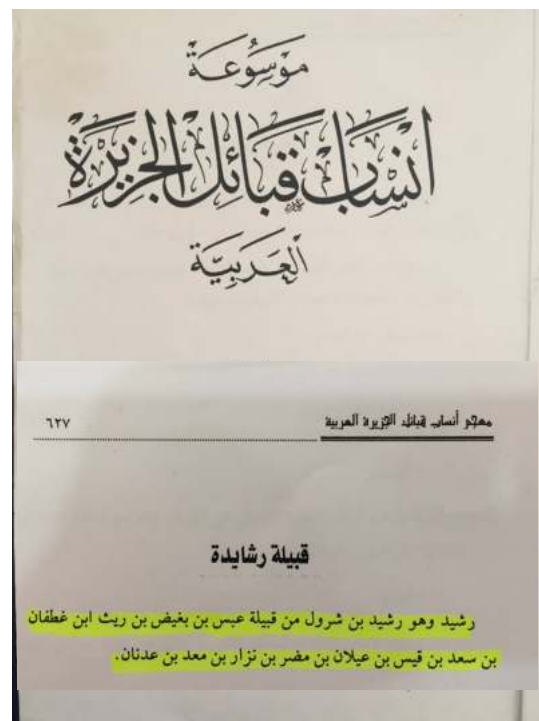 موسوعة
أنساب قبائل الجزيرة
العربية
معجم أنساب قبائل الجزيرة العربية
٦٢٧
قبيلة رشايدة
رشيد وهو رشيد بن شرول من قبيلة عبس بن بغيض بن ريث ابن غطفان
بن سعد بن قيس بن عيلان بن مضر بن نزار بن معد بن عدنان.